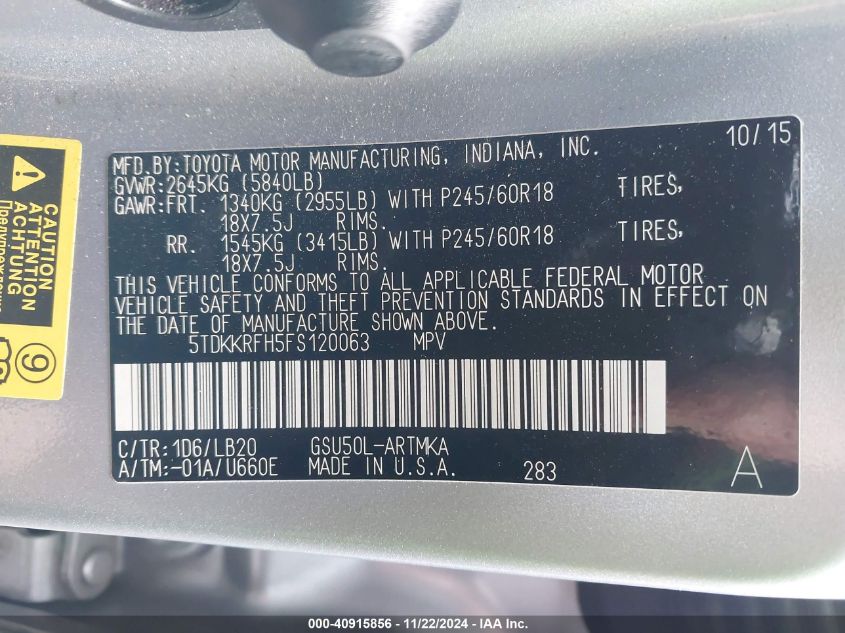 10/15
MFD.BY:TOYOTA MOTOR MANUFACTURING, INDIANA, INC.
GVWR:2645KG (5840LB)
GAWR:FRT. 1340KG (2955LB) WITH P245/60R18 TIRES,
18X7.5J RIMS.
RR. 1545KG (3415LB) WITH P245/60R18 TIRES,
18X7.5J RIMS.
THIS VEHICLE CONFORMS TO ALL APPLICABLE FEDERAL MOTOR
VEHICLE SAFETY AND THEFT PREVENTION STANDARDS IN EFFECT ON
THE DATE OF MANUFACTURE SHOWN ABOVE.
5TDKKRFH5FS120063 MPV
C/TR:1D6/LB20 GSU50L-ARTMKA
A/TM:-01A/U660E MADE IN U.S.A. 283 A
CAUTION
ATTENTION
ACHTUNG
9
000-40915856 - 11/22/2024 - IAA Inc.